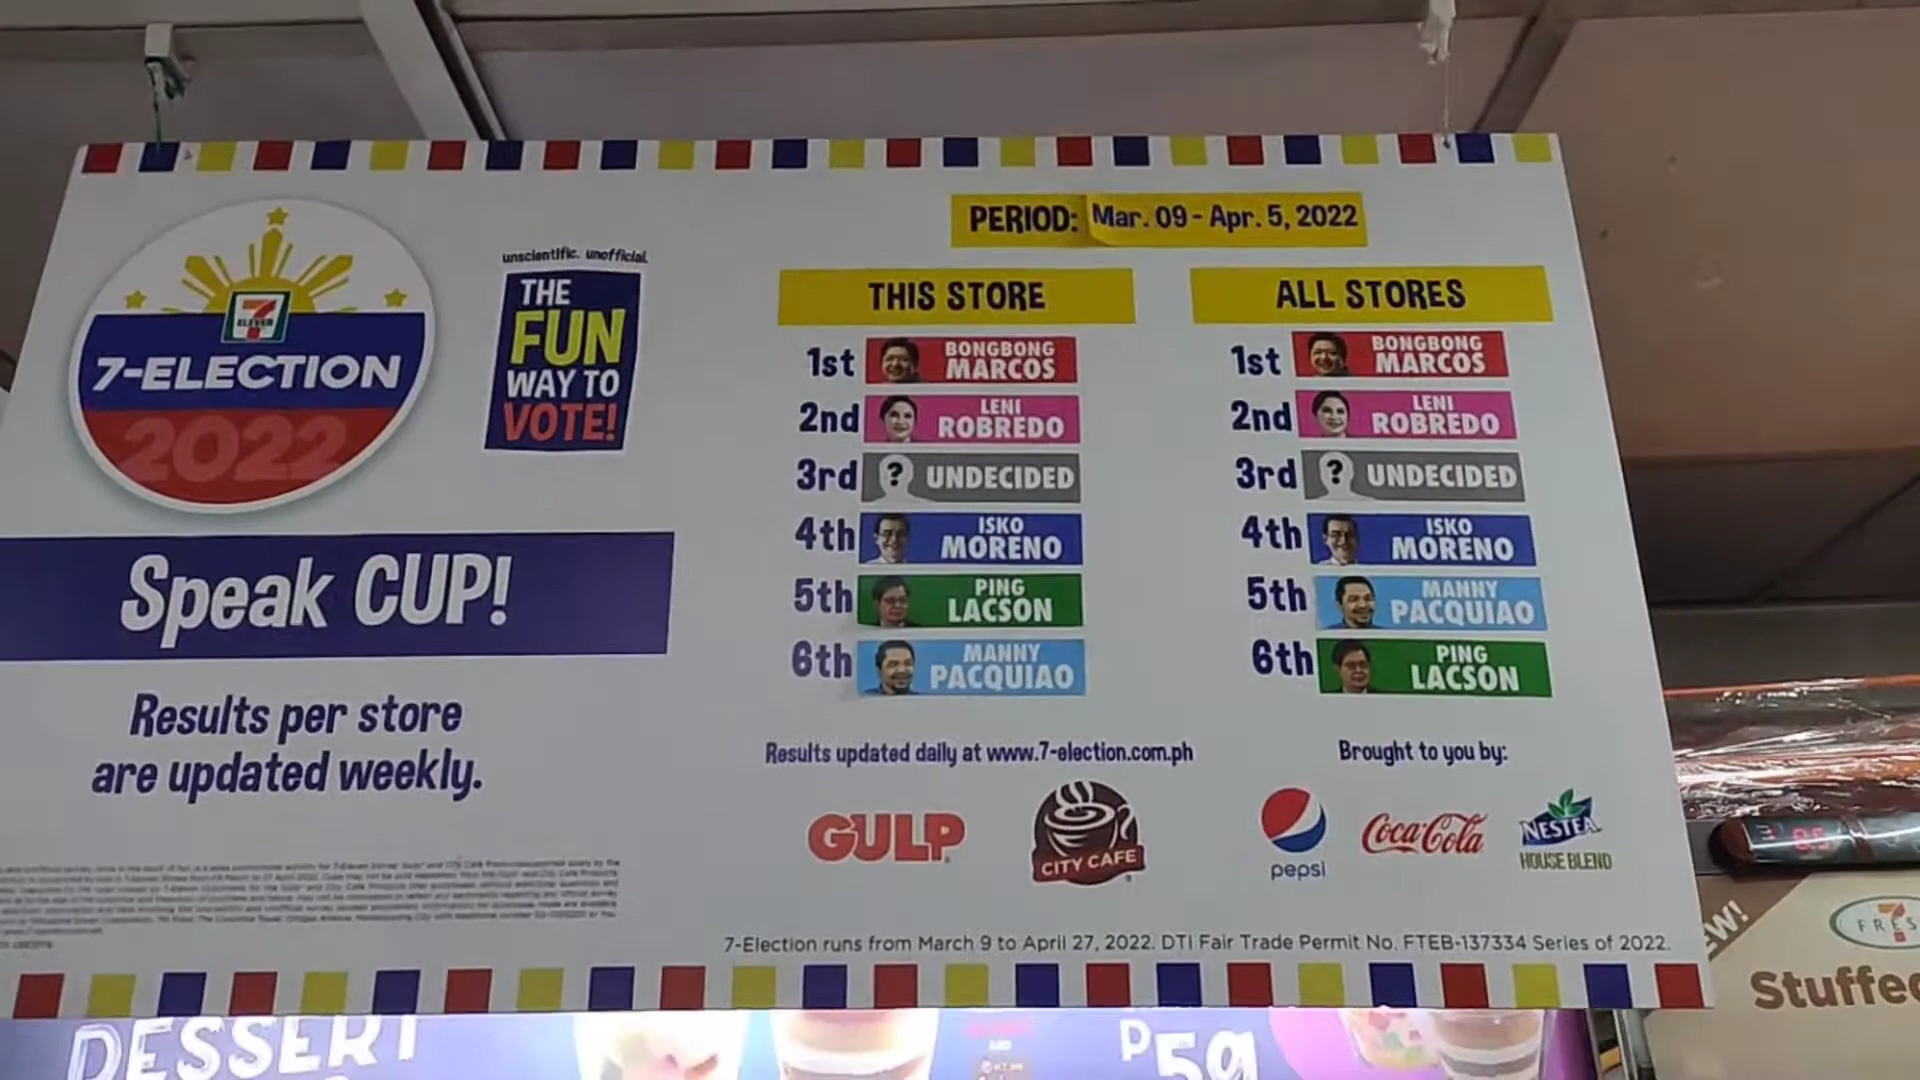 7
ELEVEN
7-ELECTION
2022
unscientific. unofficial.
THE
FUN
WAY TO
VOTE!
Speak CUP!
Results per store
are updated weekly.
PERIOD: Mar. 09 - Apr. 5, 2022
THIS STORE
1st BONGBONG MARCOS
2nd LENI ROBREDO
3rd ? UNDECIDED
4th ISKO MORENO
5th PING LACSON
6th MANNY PACQUIAO
ALL STORES
1st BONGBONG MARCOS
2nd LENI ROBREDO
3rd ? UNDECIDED
4th ISKO MORENO
5th MANNY PACQUIAO
6th PING LACSON
Results updated daily at www.7-election.com.ph
Brought to you by:
GULP
CITY CAFE
pepsi
Coca-Cola
NESTEA
HOUSE BLEND
7-Election runs from March 9 to April 27, 2022. DTI Fair Trade Permit No. FTEB-137334 Series of 2022.
DESSERT
P59
Stuffed